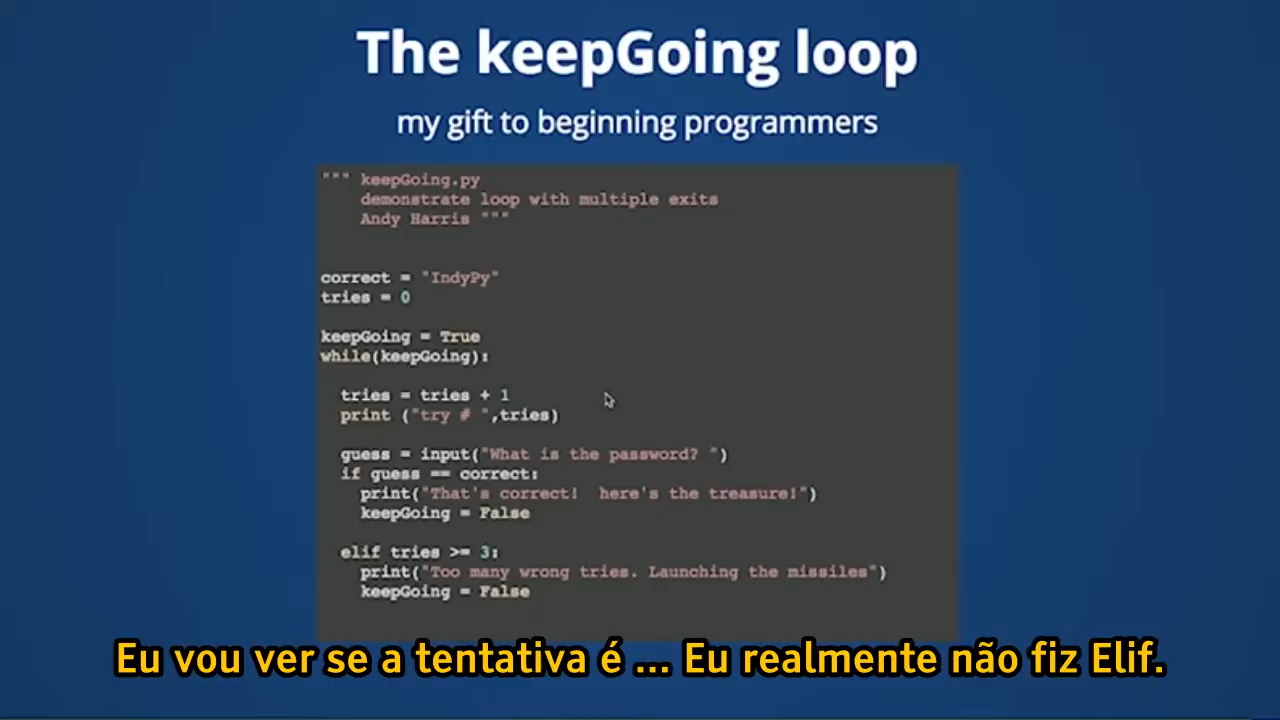 The keepGoing loop
my gift to beginning programmers
""" keepGoing.py
demonstrate loop with multiple exits
Andy Harris """
correct = "IndyPy"
tries = 0
keepGoing = True
while(keepGoing):
tries = tries + 1
print ("try # ",tries)
guess = input("What is the password? ")
if guess == correct:
print("That's correct!  here's the treasure!")
keepGoing = False
elif tries >= 3:
print("Too many wrong tries. Launching the missiles")
keepGoing = False
Eu vou ver se a tentativa é ... Eu realmente não fiz Elif.